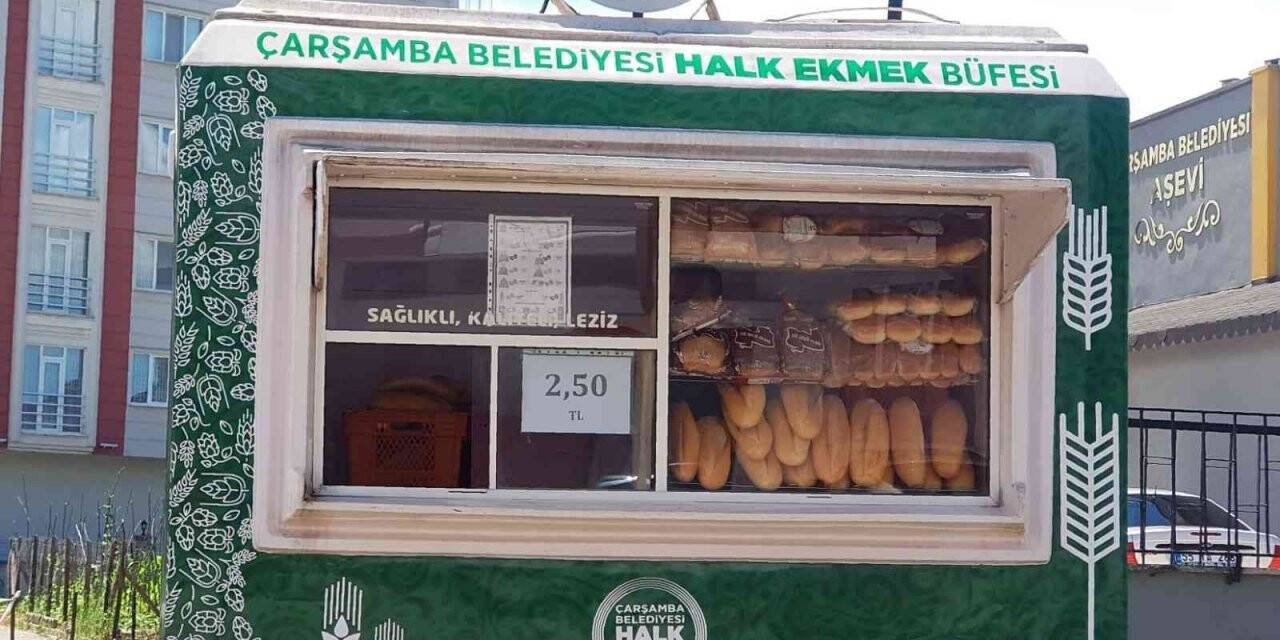 ÇARŞAMBA BELEDİYESİ HALK EKMEK BÜFESİ
RŞAMBA BELEDİYESİ
AŞEVİ
SAĞLIKLI, LEZİZ
2,50
TL
ÇARŞAMBA
BELEDİYESİ
HALK